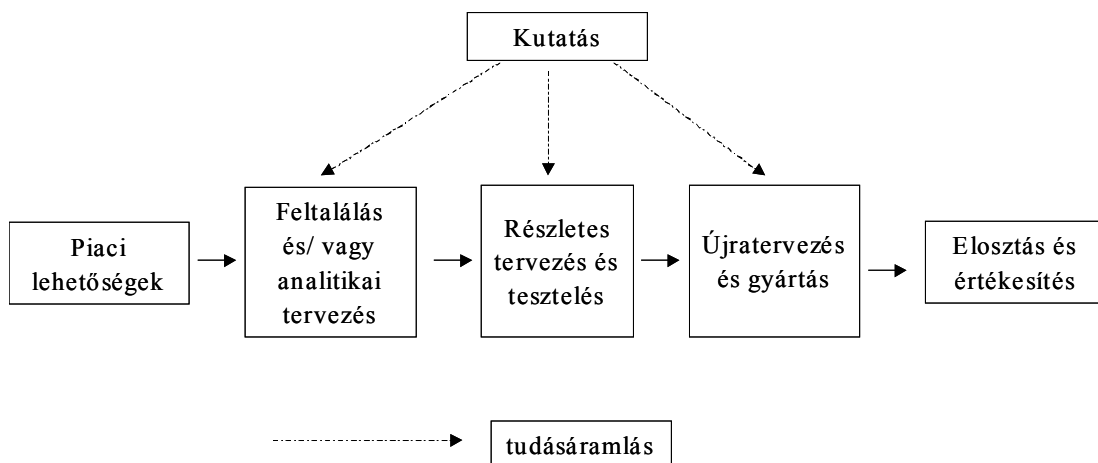 Kutatás
Piaci
lehetőségek
Feltalálás
és/ vagy
analitikai
tervezés
Részletes
tervezés és
tesztelés
Újratervezés
és gyártás
Elosztás és
értékesítés
tudásáramlás